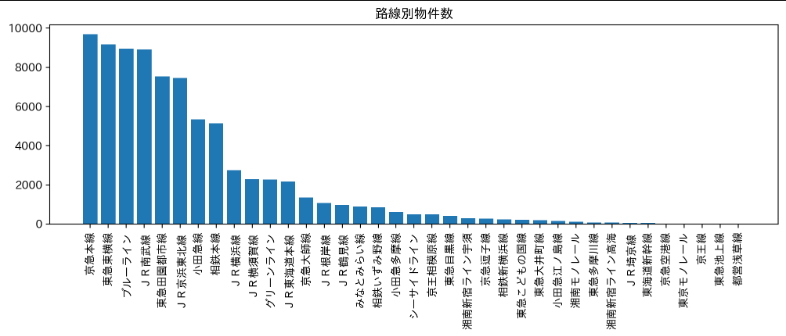 路線別物件数
10000
8000
6000
4000
2000
0
京急本線
東急東横線
ブルーライン
ＪＲ南武線
東急田園都市線
ＪＲ京浜東北線
小田急線
相鉄本線
ＪＲ横浜線
ＪＲ横須賀線
グリーンライン
ＪＲ東海道本線
京急大師線
ＪＲ根岸線
ＪＲ鶴見線
みなとみらい線
相鉄いずみ野線
小田急多摩線
シーサイドライン
京王相模原線
東急目黒線
湘南新宿ライン宇須
京急逗子線
相鉄新横浜線
東急こどもの国線
東急大井町線
小田急江ノ島線
湘南モノレール
東急多摩川線
湘南新宿ライン高海
ＪＲ埼京線
東海道新幹線
京急空港線
東京モノレール
京王線
東急池上線
都営浅草線